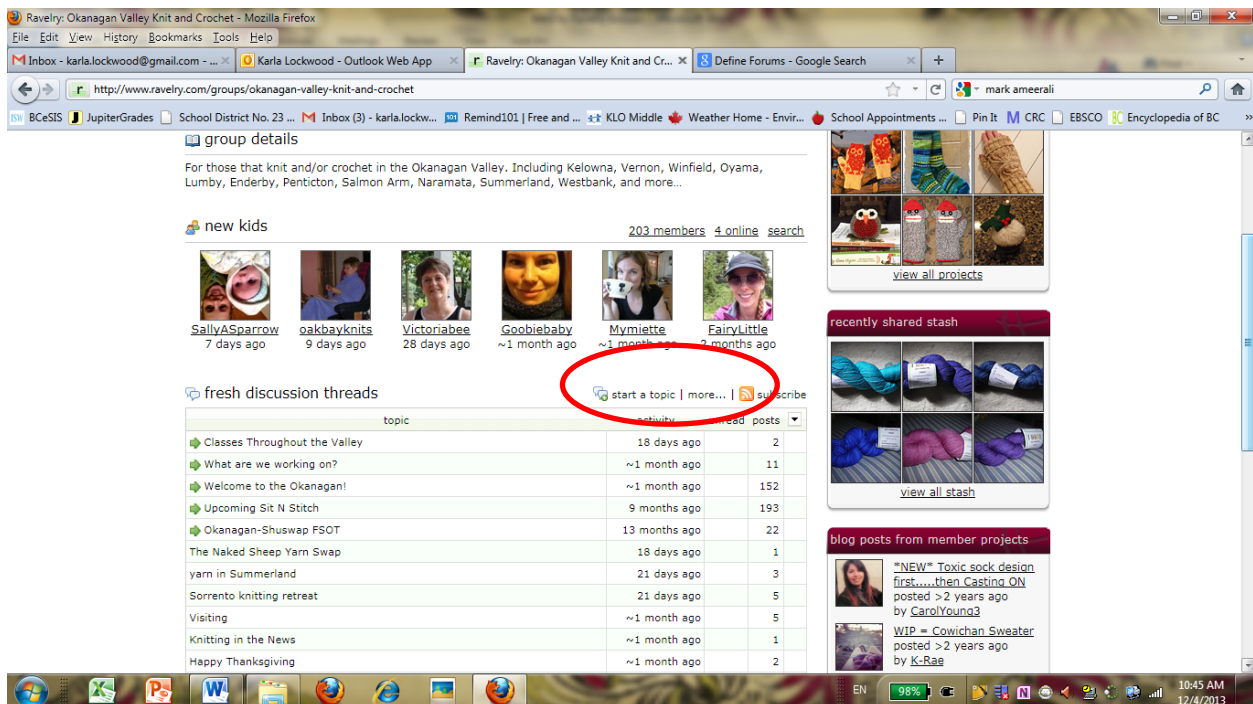 Ravelry: Okanagan Valley Knit and Crochet - Mozilla Firefox
File Edit View History Bookmarks Tools Help
Inbox - karla.lockwood@gmail.com - ...
Karla Lockwood - Outlook Web App
Ravelry: Okanagan Valley Knit and Cr...
Define Forums - Google Search
http://www.ravelry.com/groups/okanagan-valley-knit-and-crochet
mark ameerali
BCeSIS JupiterGrades School District No. 23 ... Inbox (3) - karla.lockw... Remind101 | Free and ... KLO Middle Weather Home - Envir... School Appointments ... Pin It CRC EBSCO Encyclopedia of BC
group details
For those that knit and/or crochet in the Okanagan Valley. Including Kelowna, Vernon, Winfield, Oyama,
Lumby, Enderby, Penticton, Salmon Arm, Naramata, Summerland, Westbank, and more...
new kids
203 members 4 online search
SallyASparrow oakbayknits Victoriabee Goobiebaby Mymiette FairyLittle
7 days ago 9 days ago 28 days ago ~1 month ago ~1 month ago 2 months ago
fresh discussion threads
start a topic | more... | subscribe
topic activity thread posts
Classes Throughout the Valley 18 days ago 2
What are we working on? ~1 month ago 11
Welcome to the Okanagan! ~1 month ago 152
Upcoming Sit N Stitch 9 months ago 193
Okanagan-Shuswap FSOT 13 months ago 22
The Naked Sheep Yarn Swap 18 days ago 1
yarn in Summerland 21 days ago 3
Sorrento knitting retreat 21 days ago 5
Visiting ~1 month ago 5
Knitting in the News ~1 month ago 1
Happy Thanksgiving ~1 month ago 2
view all projects
recently shared stash
view all stash
blog posts from member projects
*NEW* Toxic sock design
first.....then Casting ON
posted >2 years ago
by CarolYoung3
WIP = Cowichan Sweater
posted >2 years ago
by K-Rae
EN
98%
10:45 AM
12/4/2013